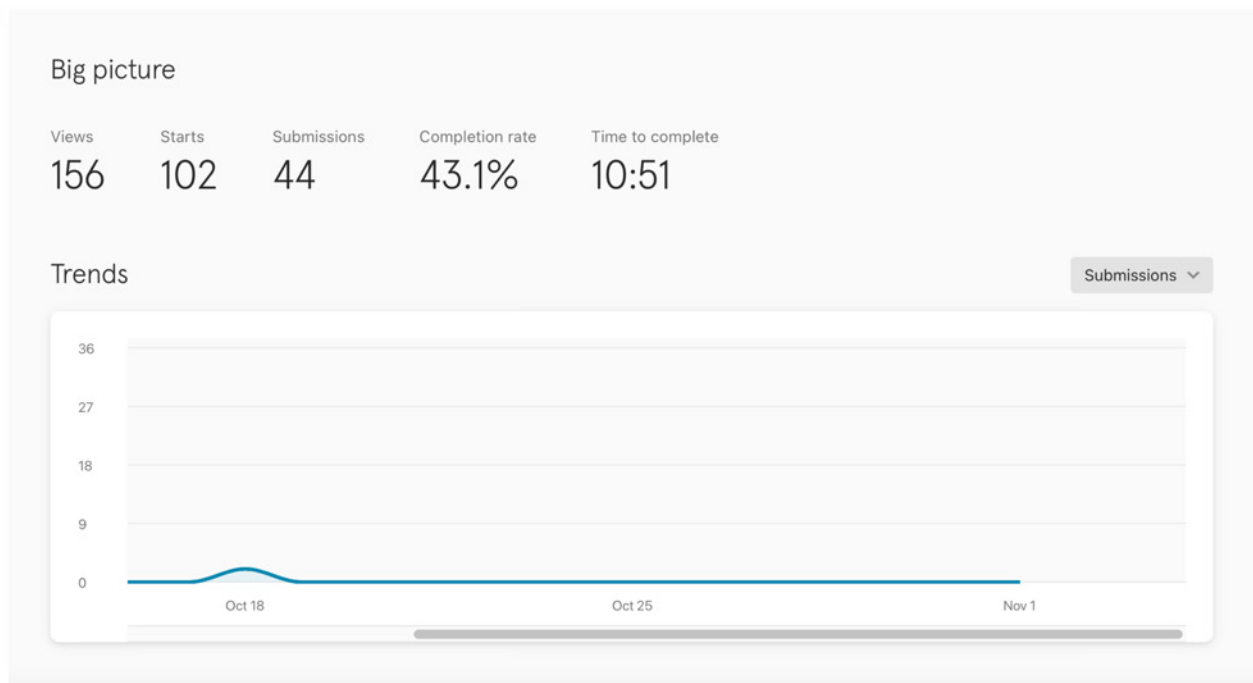 Big picture
Views Starts Submissions Completion rate Time to complete
156 102 44 43.1% 10:51
Trends
Submissions
36
27
18
9
0
Oct 18 Oct 25 Nov 1